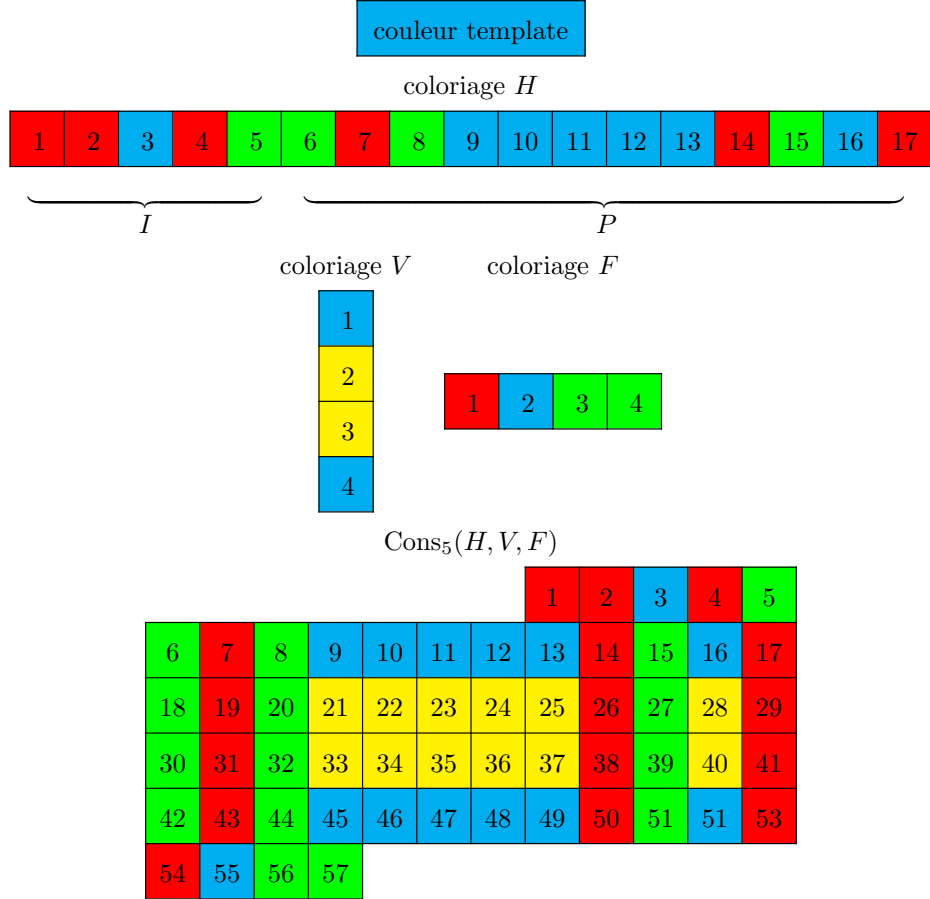 couleur template
coloriage H
1 2 3 4 5 6 7 8 9 10 11 12 13 14 15 16 17
I P
coloriage V coloriage F
1
2
3
4
1 2 3 4
Cons₅(H, V, F)
1 2 3 4 5
6 7 8 9 10 11 12 13 14 15 16 17
18 19 20 21 22 23 24 25 26 27 28 29
30 31 32 33 34 35 36 37 38 39 40 41
42 43 44 45 46 47 48 49 50 51 51 53
54 55 56 57